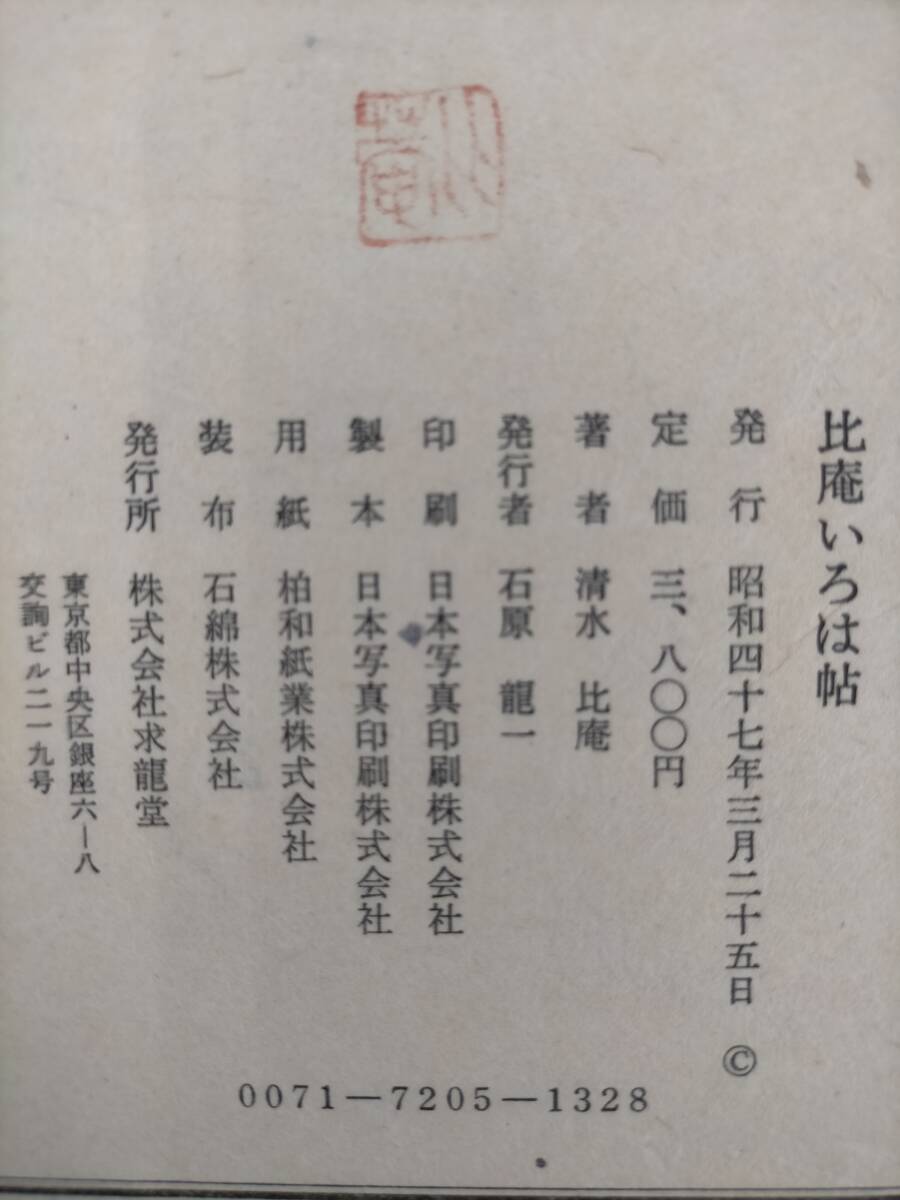 比庵いろは帖
発行 昭和四十七年三月二十五日 ©
定価 三、八〇〇円
著者 清水 比庵
発行者 石原 龍一
印刷 日本写真印刷株式会社
製本 日本写真印刷株式会社
用紙 柏和紙業株式会社
装布 石綿株式会社
発行所 株式会社求龍堂
東京都中央区銀座六—八
交詢ビル二一九号
0071—7205—1328